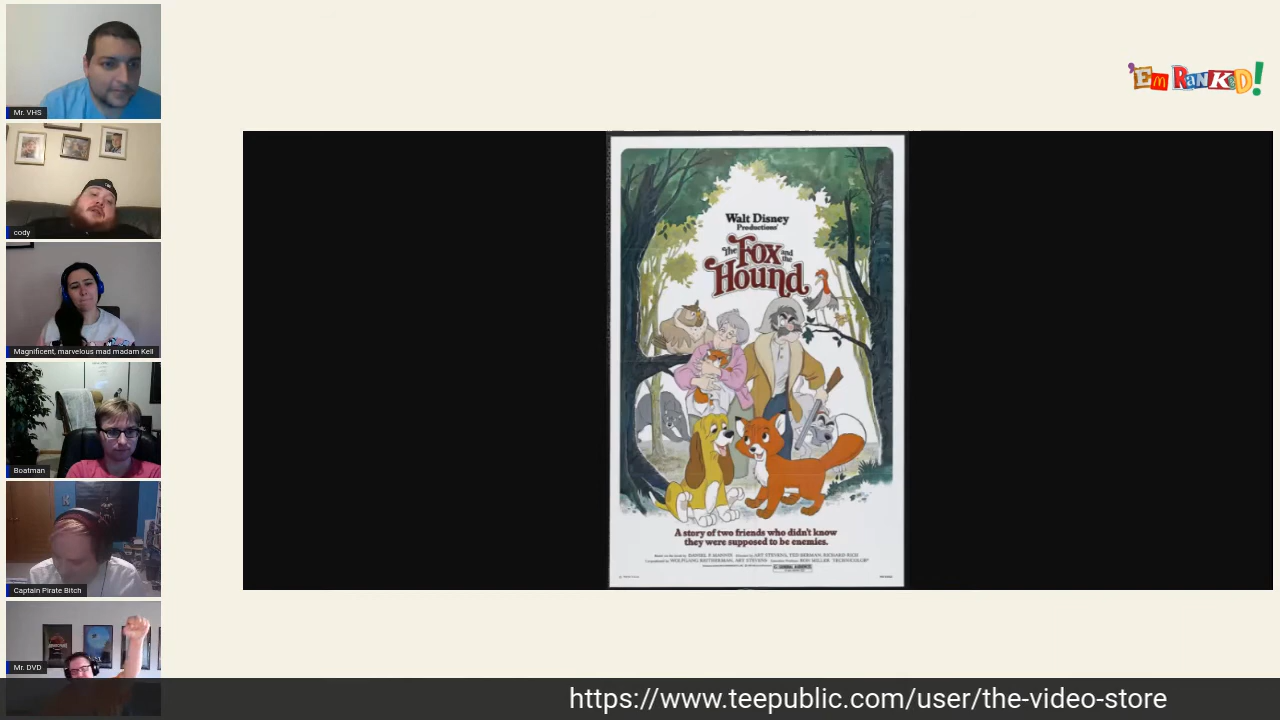 Mr. VHS
cody
Magnificent, marvelous mad madam Kell
Boatman
Captain Pirate Bitch
Mr. DVD
'Em RanKeD!
Walt Disney
Productions'
the Fox and the
Hound
A story of two friends who didn't know
they were supposed to be enemies.
https://www.teepublic.com/user/the-video-store